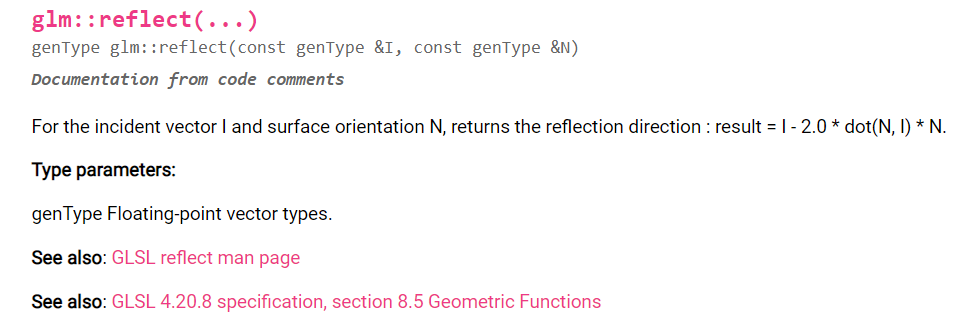 glm::reflect(...)
genType glm::reflect(const genType &I, const genType &N)
Documentation from code comments
For the incident vector I and surface orientation N, returns the reflection direction : result = I - 2.0 * dot(N, I) * N.
Type parameters:
genType Floating-point vector types.
See also: GLSL reflect man page
See also: GLSL 4.20.8 specification, section 8.5 Geometric Functions